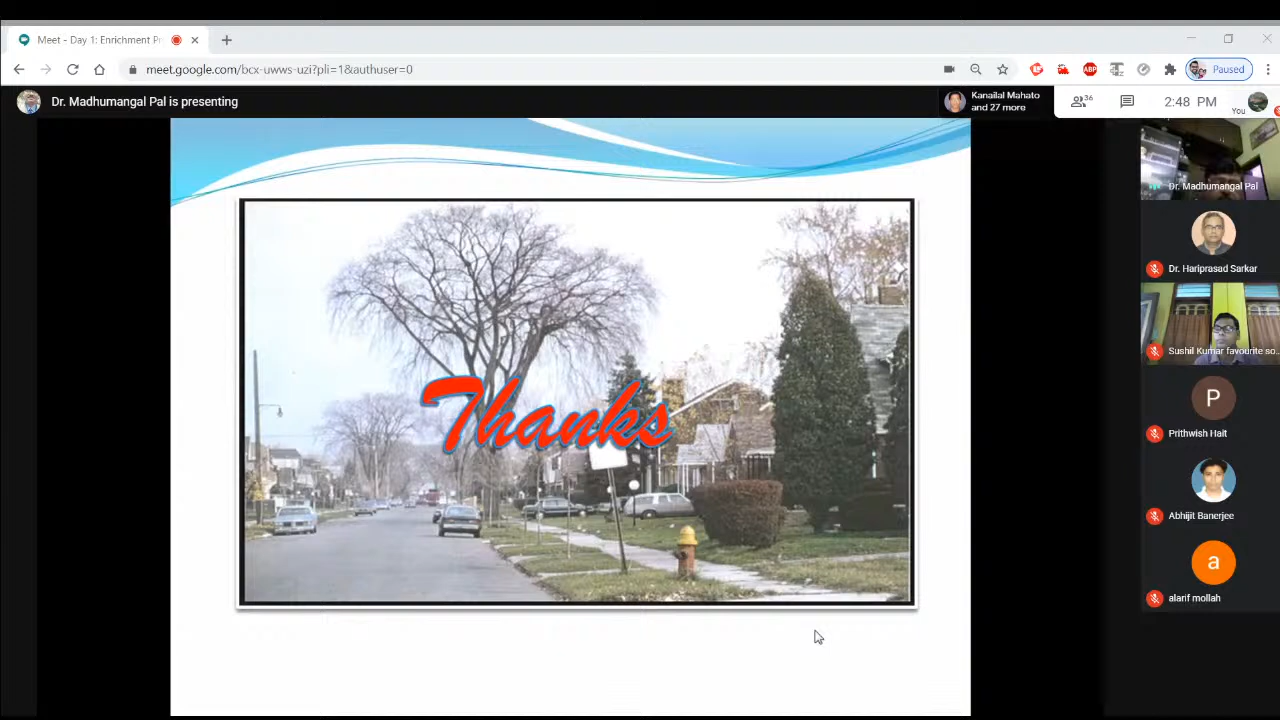 Meet - Day 1: Enrichment Pr
meet.google.com/bcx-uwws-uzi?pli=1&authuser=0
ABP
Paused
Dr. Madhumangal Pal is presenting
Kanailal Mahato
and 27 more
36
2:48 PM
You
Dr. Madhumangal Pal
Dr. Hariprasad Sarkar
Sushil Kumar favourite so...
P
Prithwish Hait
Abhijit Banerjee
a
alarif mollah
Thanks